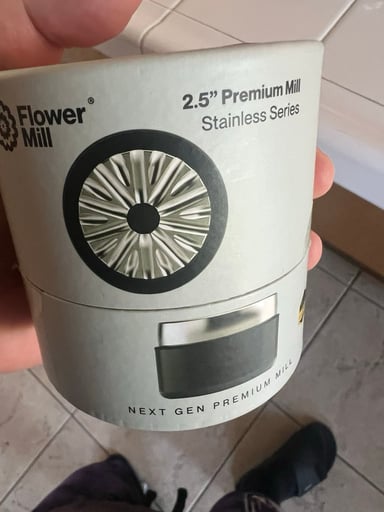 Flower®
Mill
2.5” Premium Mill
Stainless Series
NEXT GEN PREMIUM MILL